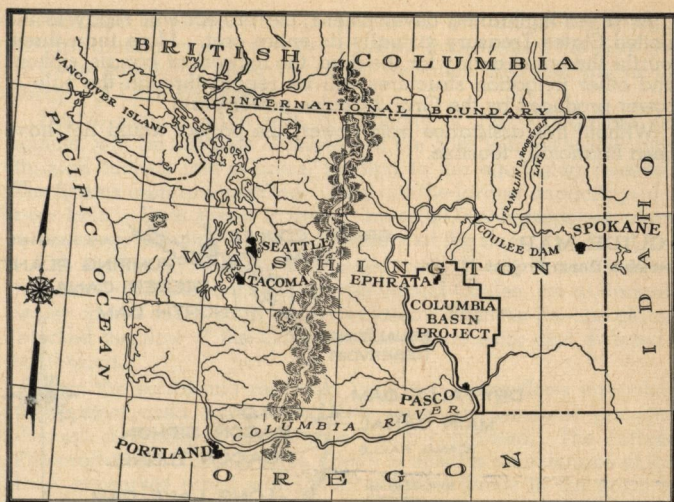 BRITISH COLUMBIA
VANCOUVER ISLAND
INTERNATIONAL BOUNDARY
PACIFIC OCEAN
FRANKLIN D. ROOSEVELT
LAKE
IDAHO
SEATTLE
COULEE DAM
SPOKANE
WASHINGTON
TACOMA
EPHRATA
COLUMBIA
BASIN
PROJECT
PASCO
COLUMBIA RIVER
PORTLAND
OREGON